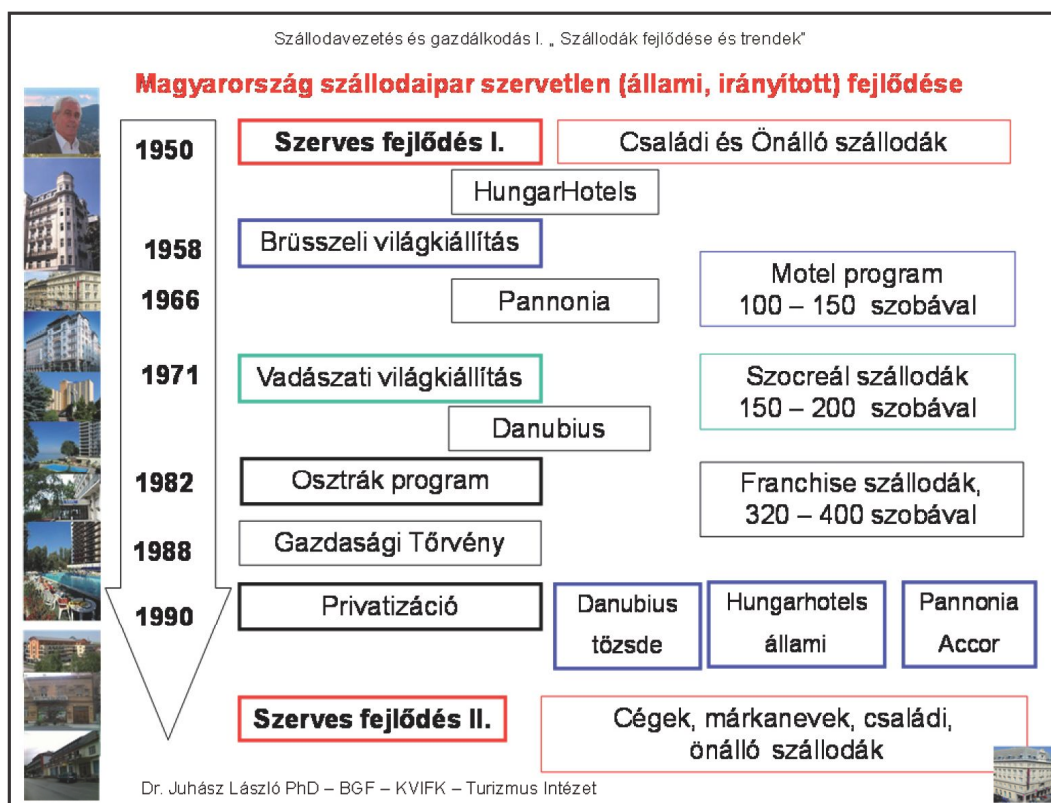 Szállodavezetés és gazdálkodás I. „ Szállodák fejlődése és trendek"
Magyarország szállodaipar szervetlen (állami, irányított) fejlődése
1950
Szerves fejlődés I.
Családi és Önálló szállodák
HungarHotels
1958
Brüsszeli világkiállítás
Motel program
100 – 150 szobával
1966
Pannonia
1971
Vadászati világkiállítás
Szocreál szállodák
150 – 200 szobával
Danubius
1982
Osztrák program
Franchise szállodák,
320 – 400 szobával
1988
Gazdasági Tőrvény
1990
Privatizáció
Danubius
tőzsde
Hungarhotels
állami
Pannonia
Accor
Szerves fejlődés II.
Cégek, márkanevek, családi,
önálló szállodák
Dr. Juhász László PhD – BGF – KVIFK – Turizmus Intézet